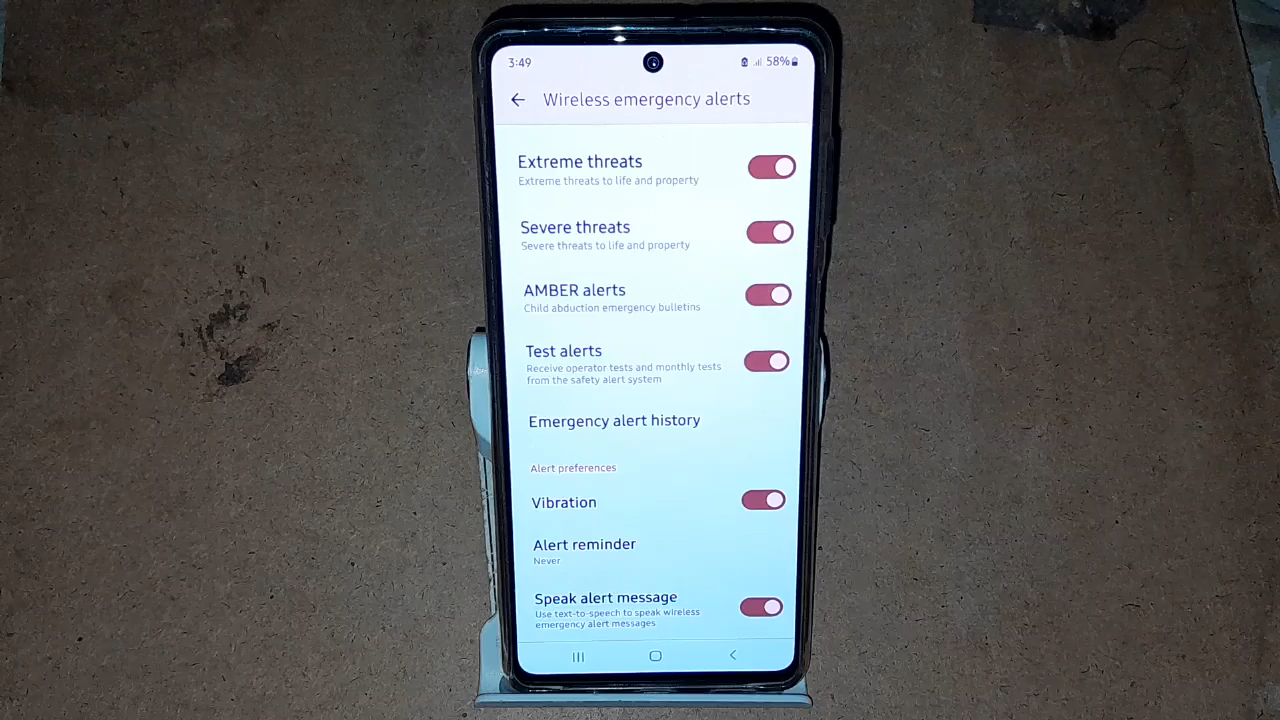 3:49
58%
Wireless emergency alerts
Extreme threats
Extreme threats to life and property
Severe threats
Severe threats to life and property
AMBER alerts
Child abduction emergency bulletins
Test alerts
Receive operator tests and monthly tests
from the safety alert system
Emergency alert history
Alert preferences
Vibration
Alert reminder
Never
Speak alert message
Use text-to-speech to speak wireless
emergency alert messages